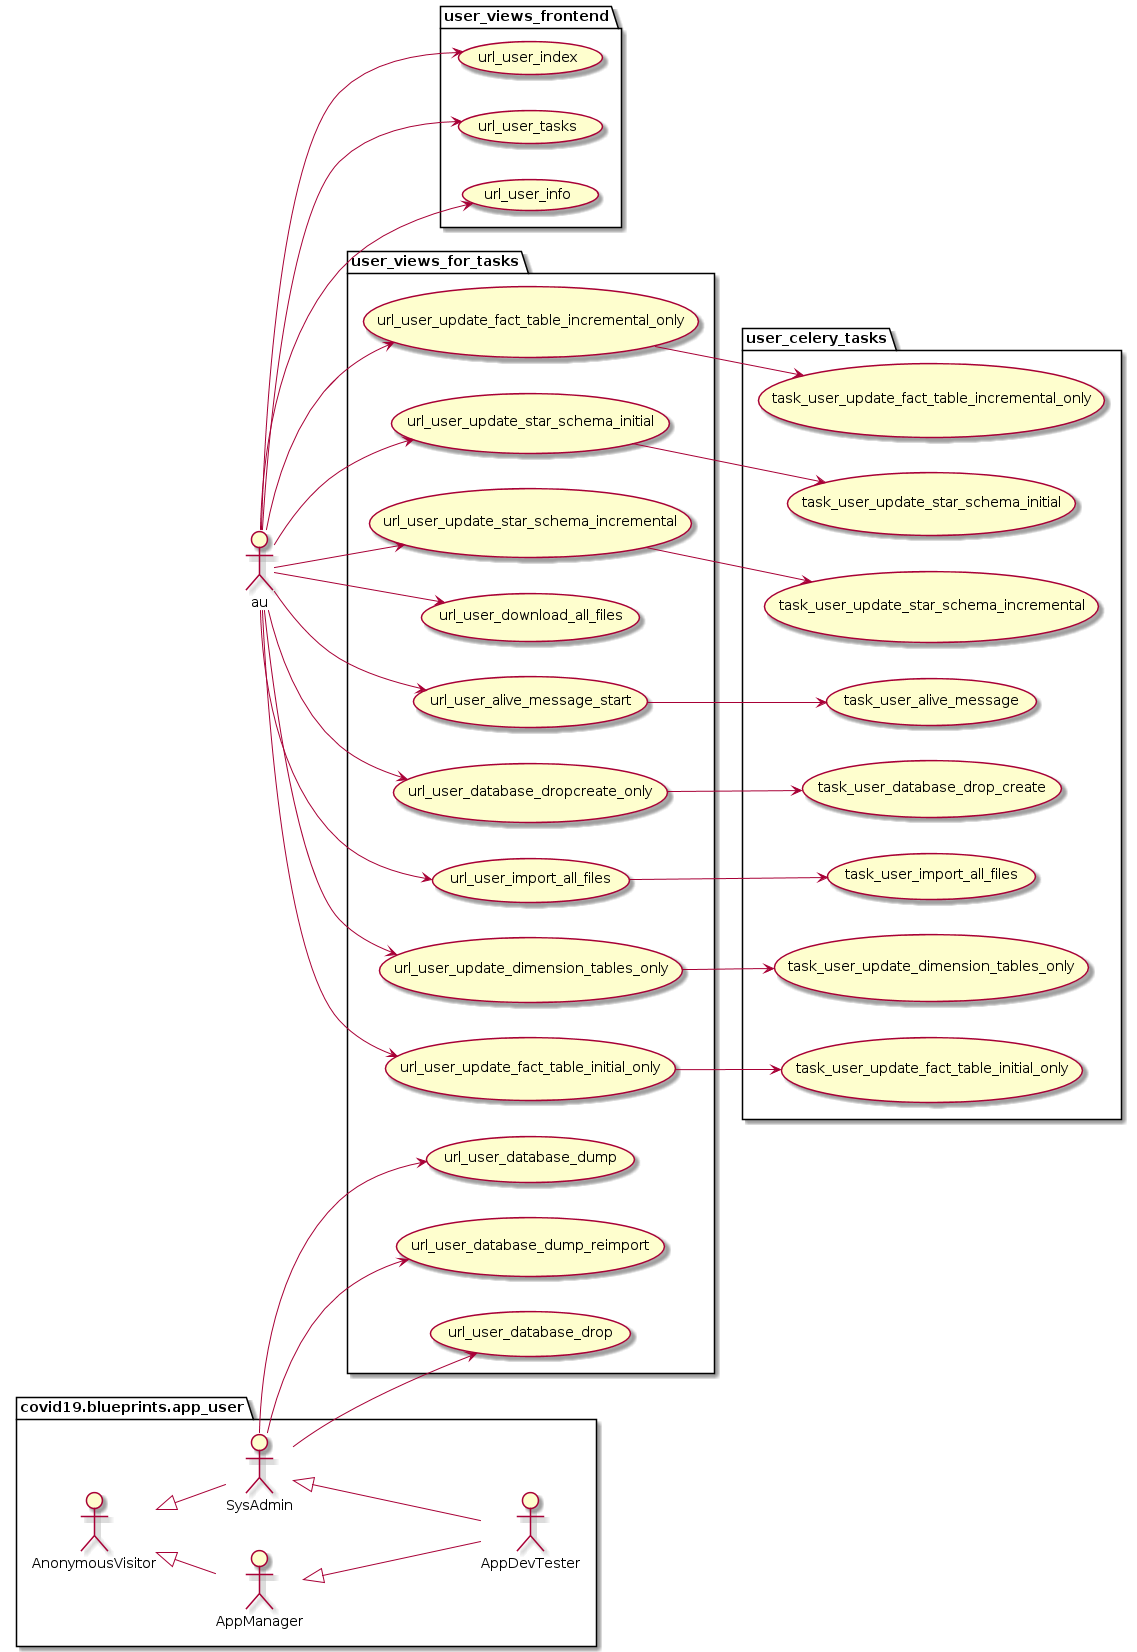 user_views_frontend
url_user_index
url_user_tasks
url_user_info
user_views_for_tasks
url_user_update_fact_table_incremental_only
url_user_update_star_schema_initial
url_user_update_star_schema_incremental
url_user_download_all_files
url_user_alive_message_start
url_user_database_dropcreate_only
url_user_import_all_files
url_user_update_dimension_tables_only
url_user_update_fact_table_initial_only
url_user_database_dump
url_user_database_dump_reimport
url_user_database_drop
user_celery_tasks
task_user_update_fact_table_incremental_only
task_user_update_star_schema_initial
task_user_update_star_schema_incremental
task_user_alive_message
task_user_database_drop_create
task_user_import_all_files
task_user_update_dimension_tables_only
task_user_update_fact_table_initial_only
au
covid19.blueprints.app_user
SysAdmin
AnonymousVisitor
AppDevTester
AppManager